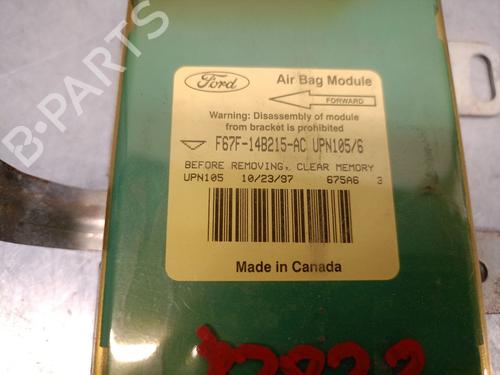 Ford
Air Bag Module
FORWARD
Warning: Disassembly of module
from bracket is prohibited
F67F-14B215-AC UPN105/6
BEFORE REMOVING, CLEAR MEMORY
UPN105 10/23/97 675A6 3
Made in Canada
B-PARTS